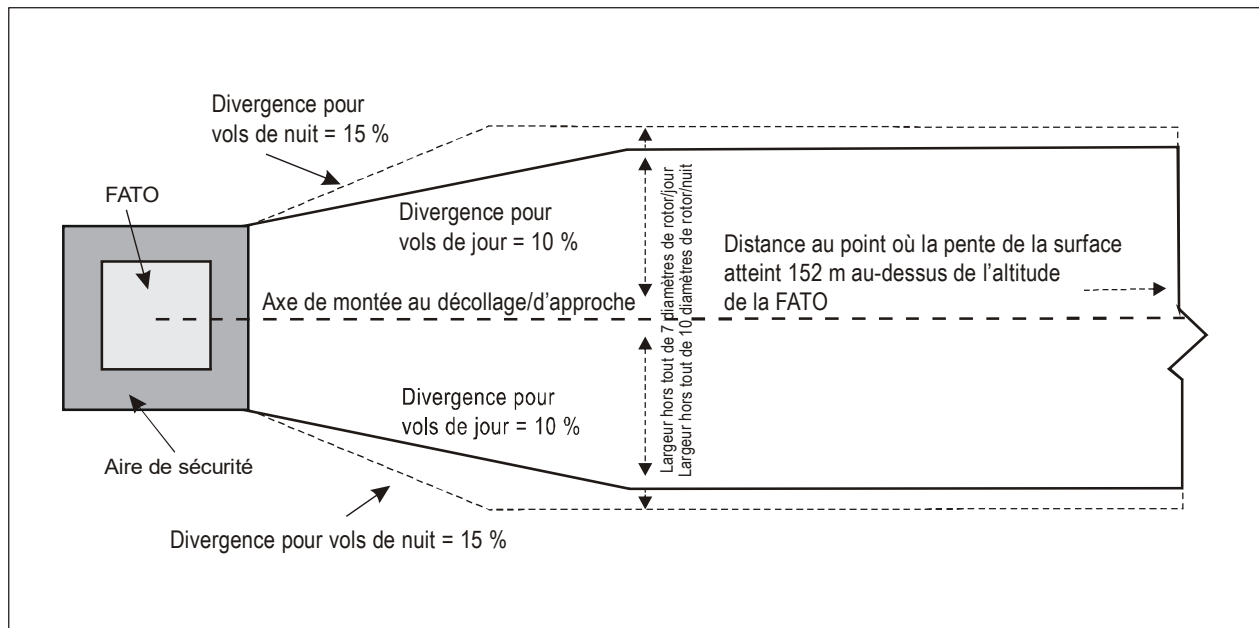 Divergence pour
vols de nuit = 15 %
FATO
Divergence pour
vols de jour = 10 %
Largeur hors tout de 7 diamètres de rotor/jour
Largeur hors tout de 10 diamètres de rotor/nuit
Distance au point où la pente de la surface
atteint 152 m au-dessus de l’altitude
de la FATO
Axe de montée au décollage/d’approche
Divergence pour
vols de jour = 10 %
Aire de sécurité
Divergence pour vols de nuit = 15 %